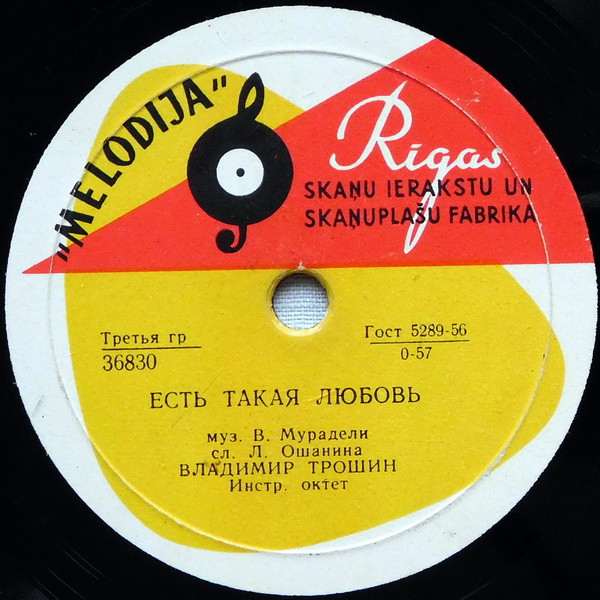 "MELODIJA"
Rigas
SKAŅU IERAKSTU UN
SKAŅUPLAŠU FABRIKA
Третья гр
36830
Гост 5289-56
0-57
ЕСТЬ ТАКАЯ ЛЮБОВЬ
муз. В. Мурадели
сл. Л. Ошанина
ВЛАДИМИР ТРОШИН
Инстр. октет